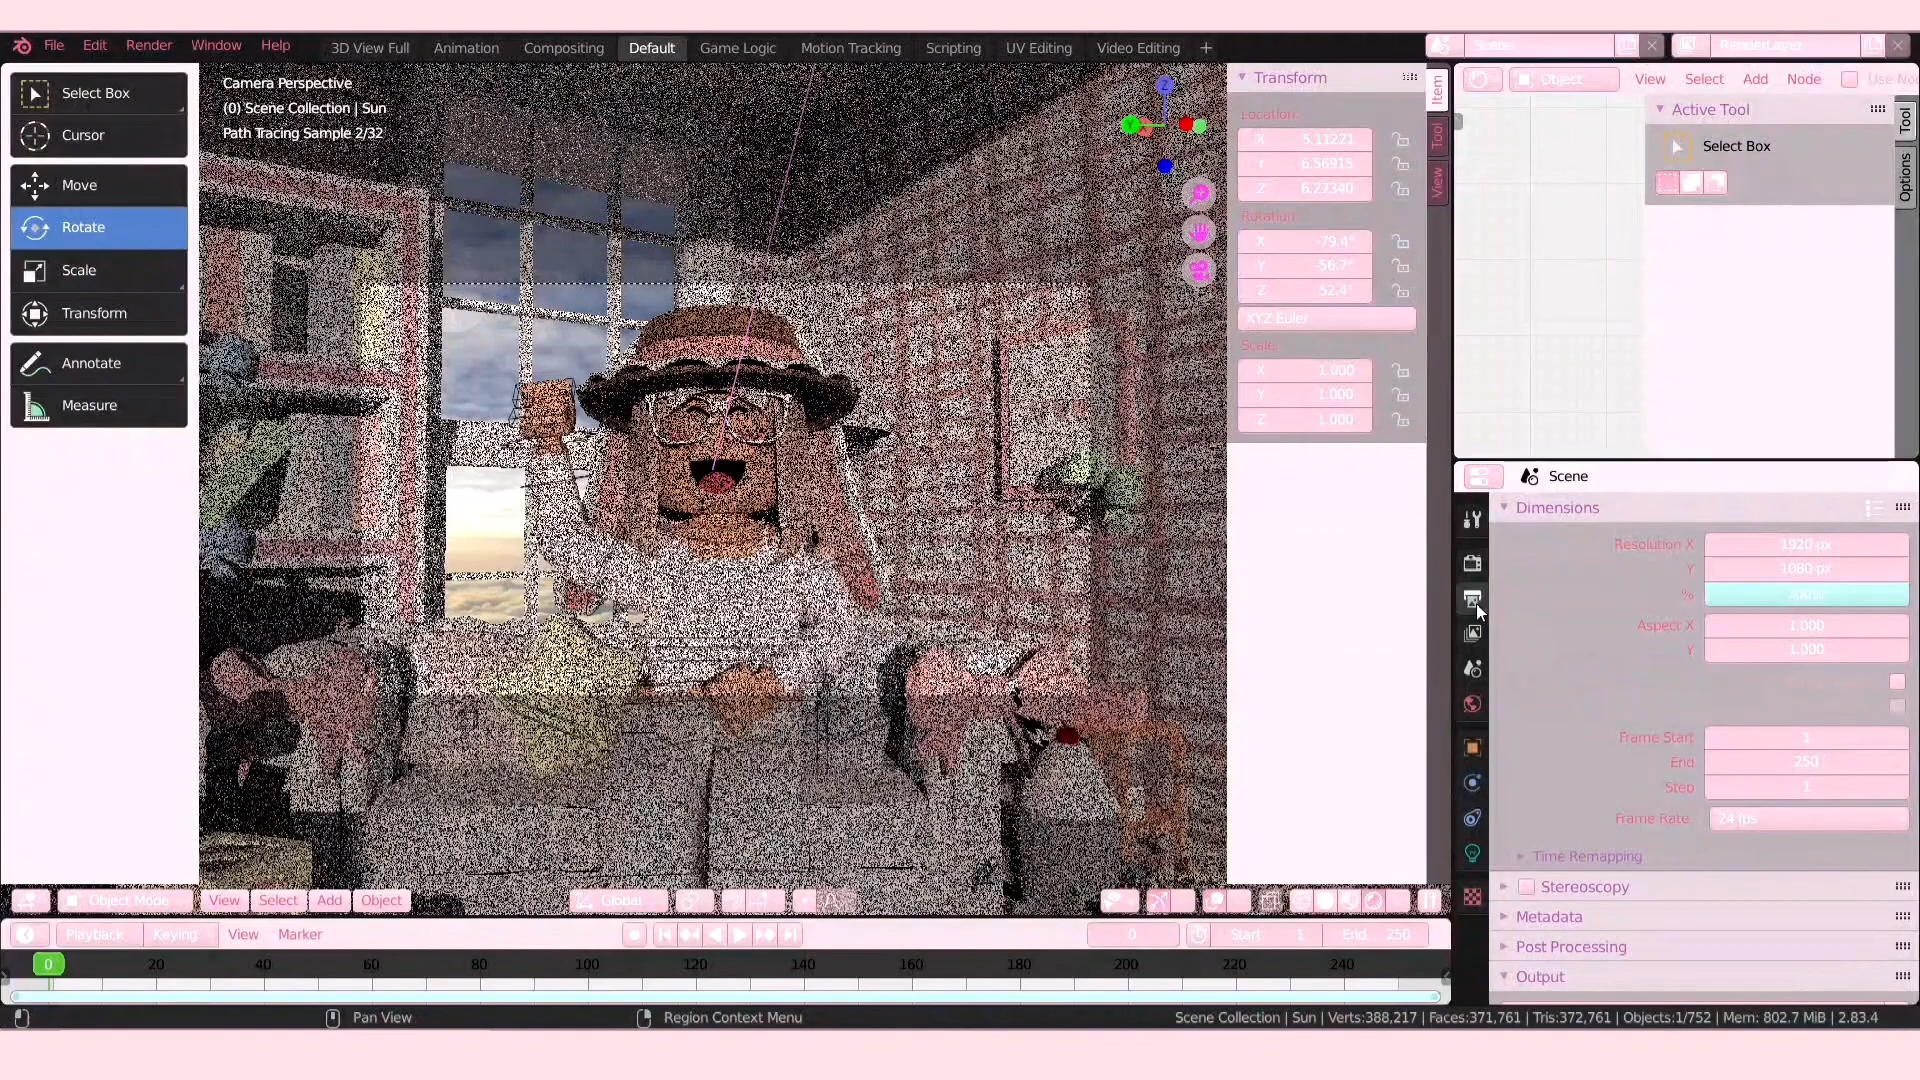 File Edit Render Window Help
3D View Full Animation Compositing Default Game Logic Motion Tracking Scripting UV Editing Video Editing +
Scene
RenderLayer
Select Box
Cursor
Move
Rotate
Scale
Transform
Annotate
Measure
Camera Perspective
(0) Scene Collection | Sun
Path Tracing Sample 2/32
Z
Transform
Location:
X 5.11221
Y 6.56915
Z 6.27340
Rotation:
X -79.4°
Y -56.7°
Z 52.4°
XYZ Euler
Scale:
X 1.000
Y 1.000
Z 1.000
Item
Tool
View
Object View Select Add Node Use No
Active Tool
Select Box
Tool
Options
Scene
Dimensions
Resolution X 1920 px
Y 1080 px
%
Aspect X 1.000
Y 1.000
Frame Start 1
End 250
Step 1
Frame Rate 24 fps
Time Remapping
Stereoscopy
Metadata
Post Processing
Output
Object Mode View Select Add Object Global
Playback Keying View Marker 0 Start 1 End 250
0 20 40 60 80 100 120 140 160 180 200 220 240
Pan View Region Context Menu Scene Collection | Sun | Verts:388,217 | Faces:371,761 | Tris:372,761 | Objects:1/752 | Mem: 802.7 MiB | 2.83.4